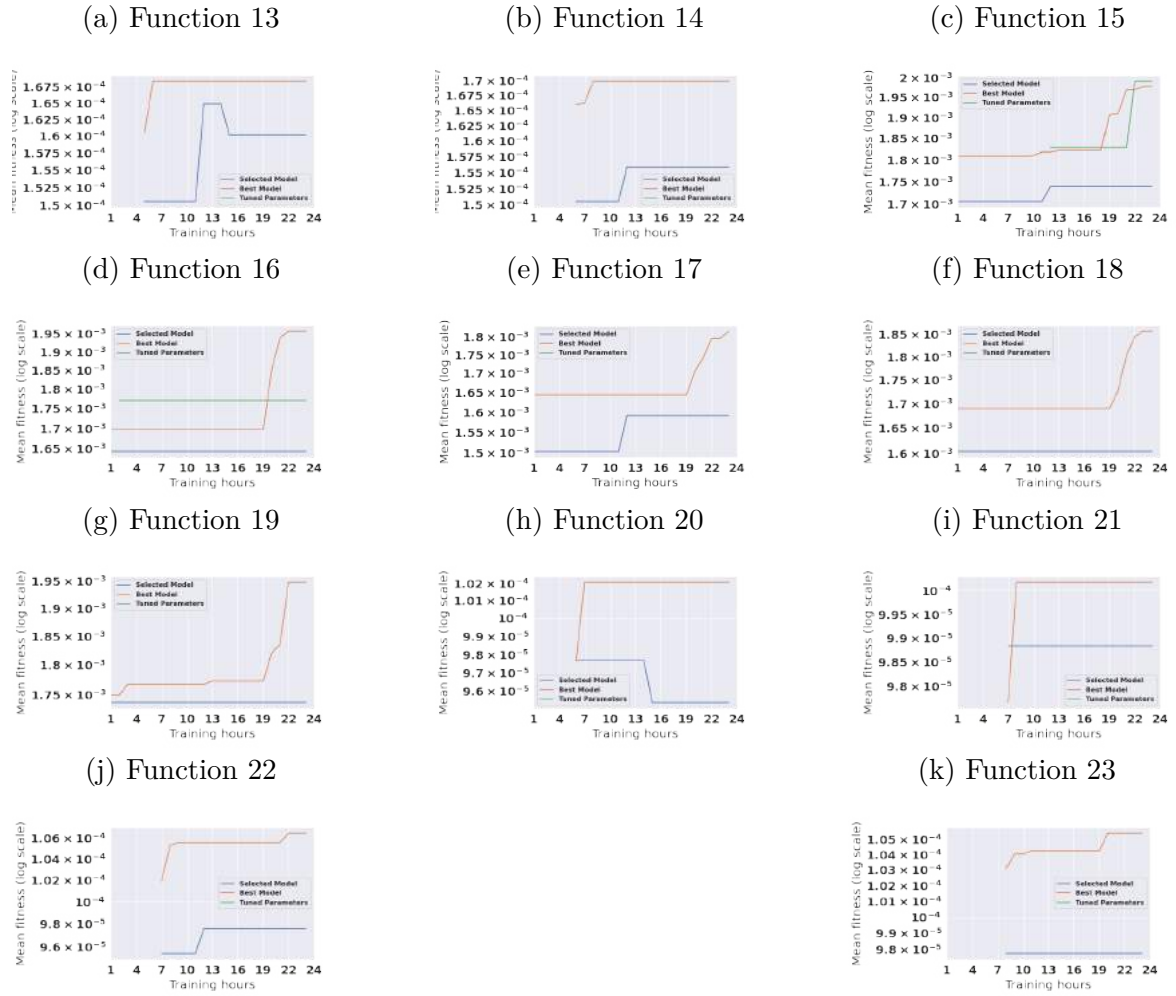 (a) Function 13
(b) Function 14
(c) Function 15
Mean fitness (log scale)
1.675 × 10⁻⁴
1.65 × 10⁻⁴
1.6 × 10⁻⁴
1.575 × 10⁻⁴
1.55 × 10⁻⁴
1.525 × 10⁻⁴
1.5 × 10⁻⁴
Selected Model
Best Model
Tuned Parameters
1 4 7 10 13 16 19 22 24
Training hours
Mean fitness (log scale)
1.7 × 10⁻⁴
1.675 × 10⁻⁴
1.65 × 10⁻⁴
1.6 × 10⁻⁴
1.575 × 10⁻⁴
1.55 × 10⁻⁴
1.525 × 10⁻⁴
1.5 × 10⁻⁴
Selected Model
Best Model
Tuned Parameters
1 4 7 10 13 16 19 22 24
Training hours
Mean fitness (log scale)
2 × 10⁻³
1.95 × 10⁻³
1.9 × 10⁻³
1.85 × 10⁻³
1.8 × 10⁻³
1.75 × 10⁻³
1.7 × 10⁻³
Selected Model
Best Model
Tuned Parameters
1 4 7 10 13 16 19 22 24
Training hours
(d) Function 16
(e) Function 17
(f) Function 18
Mean fitness (log scale)
1.95 × 10⁻³
1.9 × 10⁻³
1.85 × 10⁻³
1.8 × 10⁻³
1.75 × 10⁻³
1.7 × 10⁻³
1.65 × 10⁻³
Selected Model
Best Model
Tuned Parameters
1 4 7 10 13 16 19 22 24
Training hours
Mean fitness (log scale)
1.8 × 10⁻³
1.75 × 10⁻³
1.7 × 10⁻³
1.65 × 10⁻³
1.6 × 10⁻³
1.55 × 10⁻³
1.5 × 10⁻³
Selected Model
Best Model
Tuned Parameters
1 4 7 10 13 16 19 22 24
Training hours
Mean fitness (log scale)
1.85 × 10⁻³
1.8 × 10⁻³
1.75 × 10⁻³
1.7 × 10⁻³
1.65 × 10⁻³
1.6 × 10⁻³
Selected Model
Best Model
Tuned Parameters
1 4 7 10 13 16 19 22 24
Training hours
(g) Function 19
(h) Function 20
(i) Function 21
Mean fitness (log scale)
1.95 × 10⁻³
1.9 × 10⁻³
1.85 × 10⁻³
1.8 × 10⁻³
1.75 × 10⁻³
Selected Model
Best Model
Tuned Parameters
1 4 7 10 13 16 19 22 24
Training hours
Mean fitness (log scale)
1.02 × 10⁻⁴
1.01 × 10⁻⁴
10⁻⁴
9.9 × 10⁻⁵
9.8 × 10⁻⁵
9.7 × 10⁻⁵
9.6 × 10⁻⁵
Selected Model
Best Model
Tuned Parameters
1 4 7 10 13 16 19 22 24
Training hours
Mean fitness (log scale)
10⁻⁴
9.95 × 10⁻⁵
9.9 × 10⁻⁵
9.85 × 10⁻⁵
9.8 × 10⁻⁵
Selected Model
Best Model
Tuned Parameters
1 4 7 10 13 16 19 22 24
Training hours
(j) Function 22
(k) Function 23
Mean fitness (log scale)
1.06 × 10⁻⁴
1.04 × 10⁻⁴
1.02 × 10⁻⁴
10⁻⁴
9.8 × 10⁻⁵
9.6 × 10⁻⁵
Selected Model
Best Model
Tuned Parameters
1 4 7 10 13 16 19 22 24
Training hours
Mean fitness (log scale)
1.05 × 10⁻⁴
1.04 × 10⁻⁴
1.03 × 10⁻⁴
1.02 × 10⁻⁴
1.01 × 10⁻⁴
10⁻⁴
9.9 × 10⁻⁵
9.8 × 10⁻⁵
Selected Model
Best Model
Tuned Parameters
1 4 7 10 13 16 19 22 24
Training hours